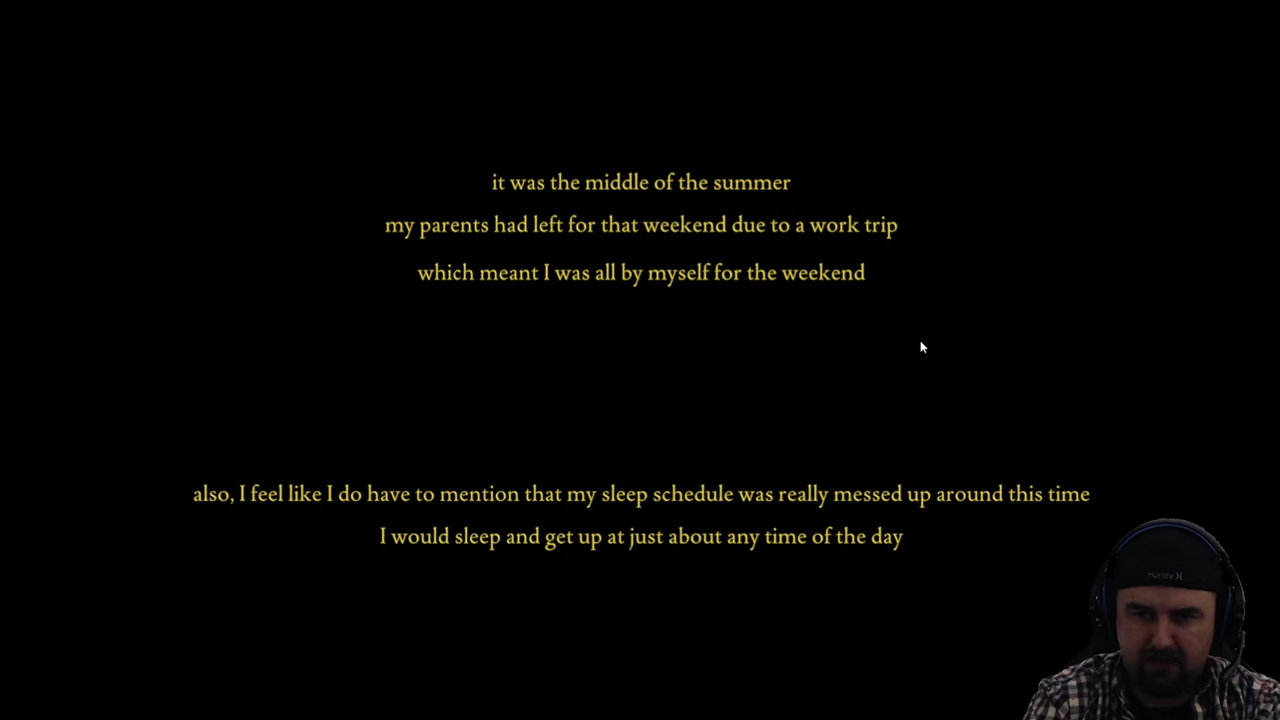 it was the middle of the summer
my parents had left for that weekend due to a work trip
which meant I was all by myself for the weekend
also, I feel like I do have to mention that my sleep schedule was really messed up around this time
I would sleep and get up at just about any time of the day
Hurley )(